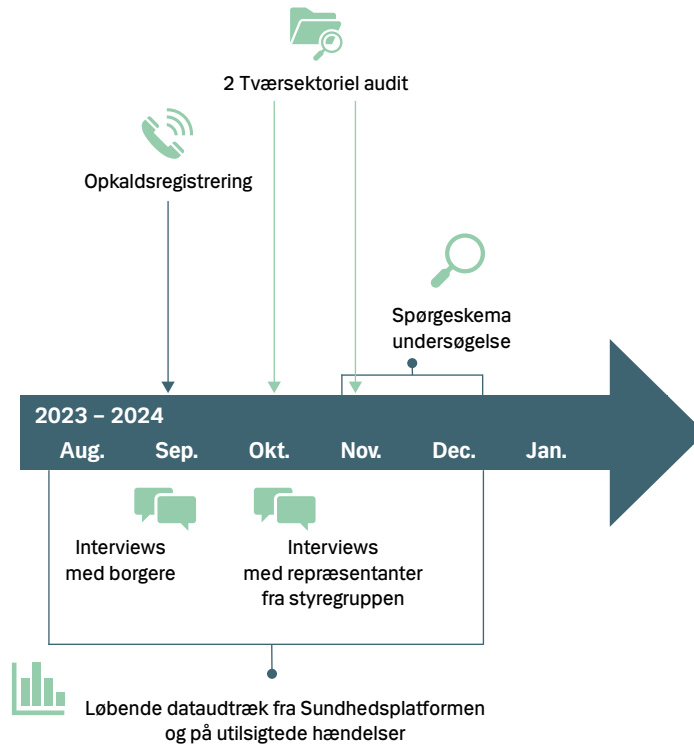 2 Tværsektoriel audit
Opkaldsregistrering
Spørgeskema
undersøgelse
2023 – 2024
Aug. Sep. Okt. Nov. Dec. Jan.
Interviews
med borgere
Interviews
med repræsentanter
fra styregruppen
Løbende dataudtræk fra Sundhedsplatformen
og på utilsigtede hændelser